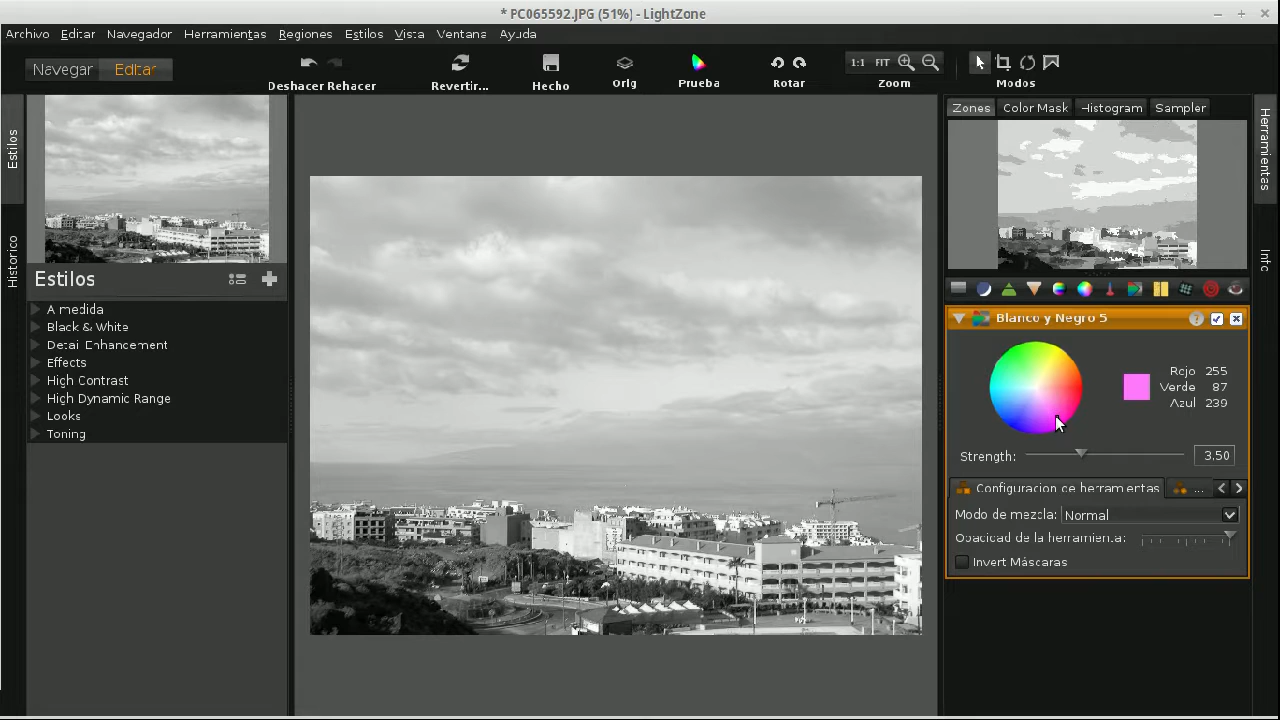 * PC065592.JPG (51%) - LightZone
Archivo Editar Navegador Herramientas Regiones Estilos Vista Ventana Ayuda
Navegar Editar
Deshacer Rehacer Revertir... Hecho Orig Prueba Rotar
1:1 FIT
Zoom Modos
Estilos
Historico
Estilos
A medida
Black & White
Detail Enhancement
Effects
High Contrast
High Dynamic Range
Looks
Toning
Zones Color Mask Histogram Sampler
Herramientas
Info
Blanco y Negro 5 ?
Rojo 255
Verde 87
Azul 239
Strength: 3.50
Configuracion de herramientas ...
Modo de mezcla: Normal
Opacidad de la herramienta:
Invert Máscaras